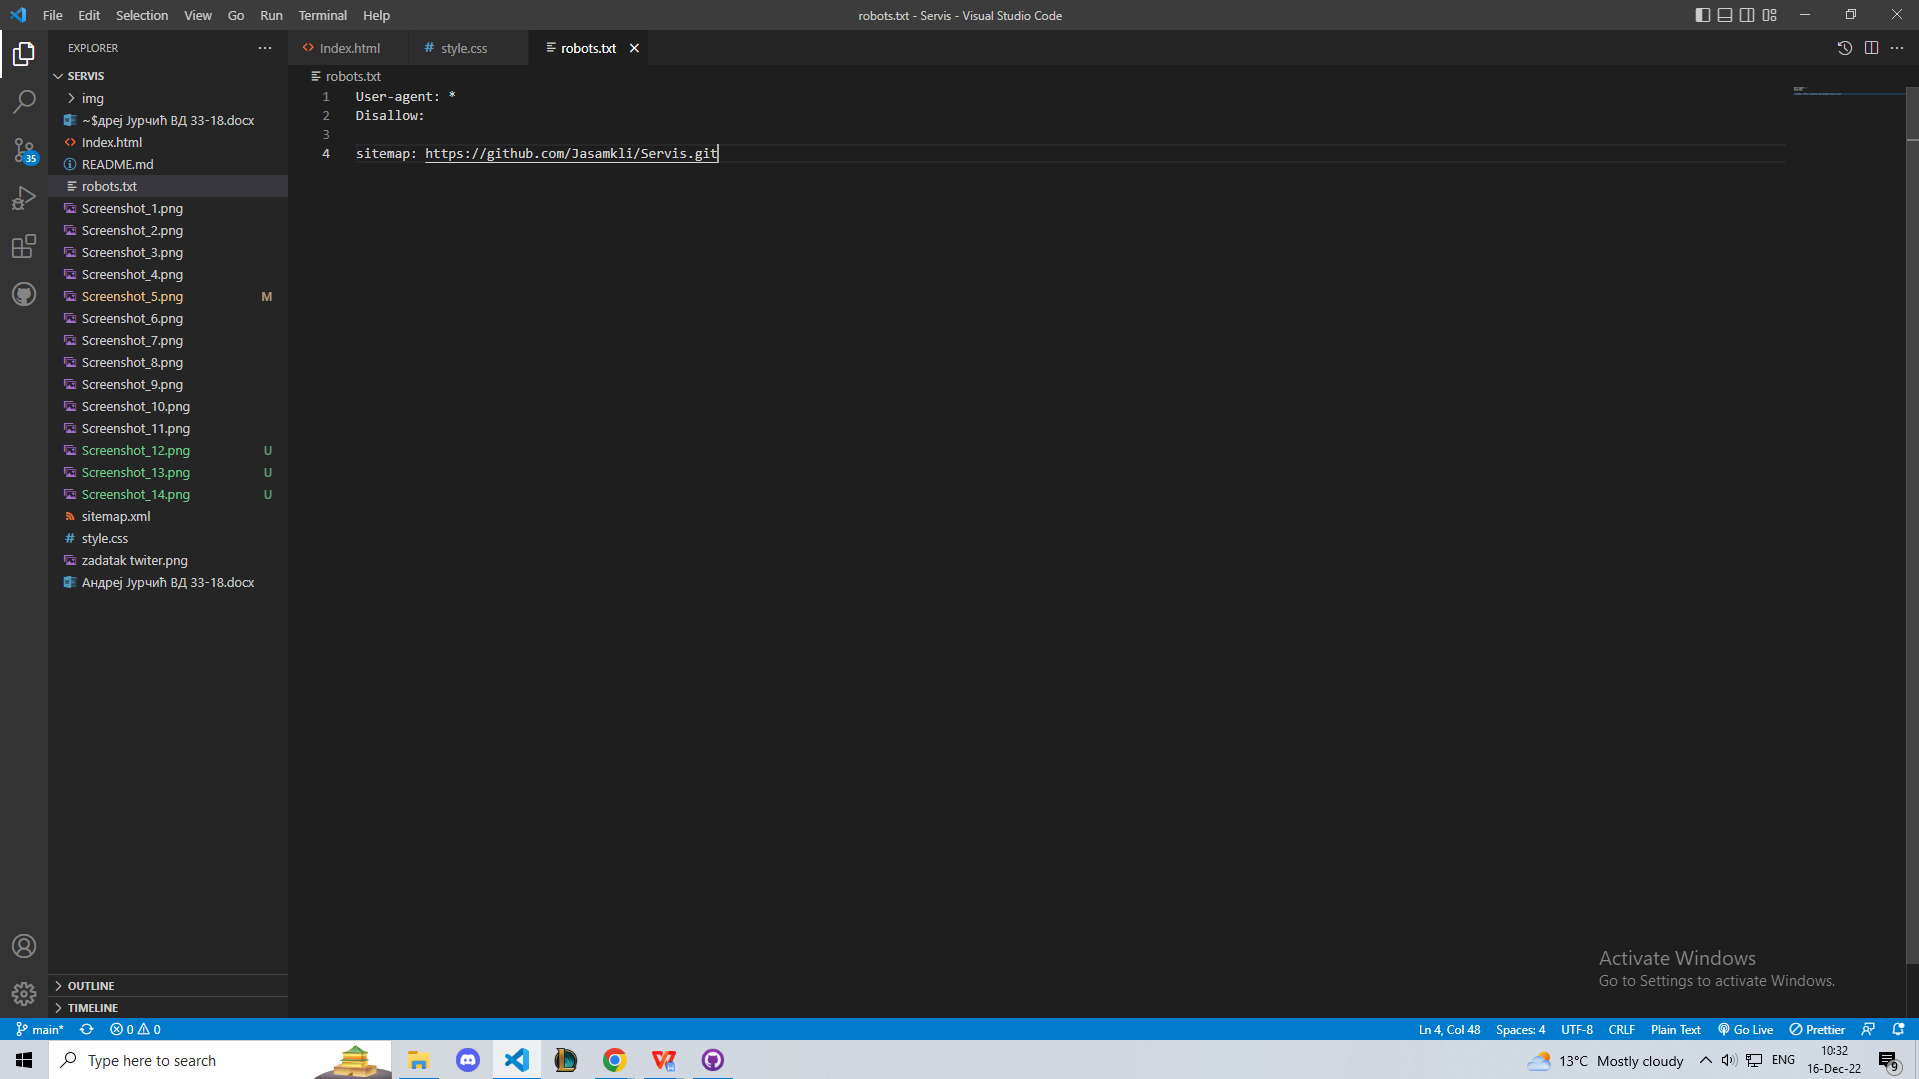 File Edit Selection View Go Run Terminal Help
robots.txt - Servis - Visual Studio Code
EXPLORER
Index.html
style.css
robots.txt
SERVIS
img
~$дреј Јурчић ВД 33-18.docx
Index.html
README.md
robots.txt
Screenshot_1.png
Screenshot_2.png
Screenshot_3.png
Screenshot_4.png
Screenshot_5.png M
Screenshot_6.png
Screenshot_7.png
Screenshot_8.png
Screenshot_9.png
Screenshot_10.png
Screenshot_11.png
Screenshot_12.png U
Screenshot_13.png U
Screenshot_14.png U
sitemap.xml
style.css
zadatak twiter.png
Андреј Јурчић ВД 33-18.docx
35
OUTLINE
TIMELINE
robots.txt
1 User-agent: *
2 Disallow:
3
4 sitemap: https://github.com/Jasamkli/Servis.git
Activate Windows
Go to Settings to activate Windows.
main* 0 0
Ln 4, Col 48 Spaces: 4 UTF-8 CRLF Plain Text Go Live Prettier
Type here to search
13°C Mostly cloudy
ENG
10:32
16-Dec-22
9